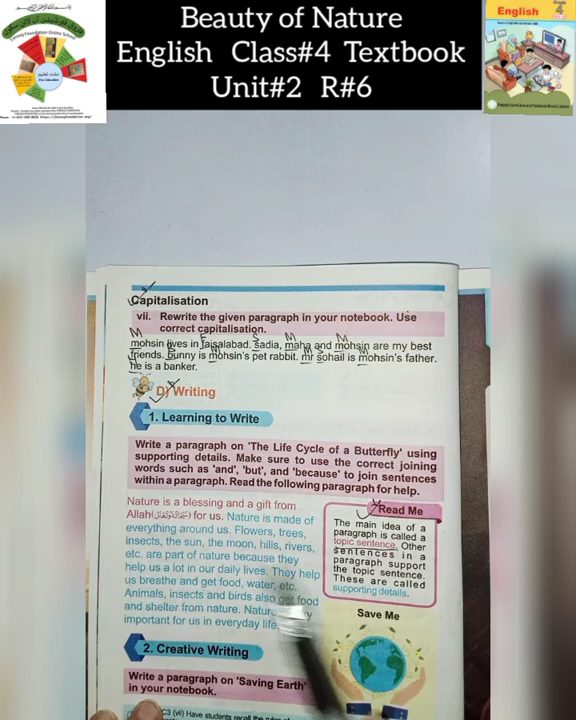 Beauty of Nature
English Class#4 Textbook
Unit#2 R#6
English
4
Capitalisation
vii. Rewrite the given paragraph in your notebook. Use
correct capitalisation.
mohsin lives in faisalabad. sadia, maha and mohsin are my best
friends. bunny is mohsin's pet rabbit. mr sohail is mohsin's father.
He is a banker.
D) Writing
1. Learning to Write
Write a paragraph on 'The Life Cycle of a Butterfly' using
supporting details. Make sure to use the correct joining
words such as 'and', 'but', and 'because' to join sentences
within a paragraph. Read the following paragraph for help.
Nature is a blessing and a gift from
Allah for us. Nature is made of
everything around us. Flowers, trees,
insects, the sun, the moon, hills, rivers,
etc. are part of nature because they
help us a lot in our daily lives. They help
us breathe and get food, water, etc.
Animals, insects and birds also get food
and shelter from nature. Nature
important for us in everyday life.
Read Me
The main idea of a
paragraph is called a
topic sentence. Other
sentences in a
paragraph support
the topic sentence.
These are called
supporting details.
Save Me
2. Creative Writing
Write a paragraph on 'Saving Earth'
in your notebook.
(vii) Have students recall the rules of